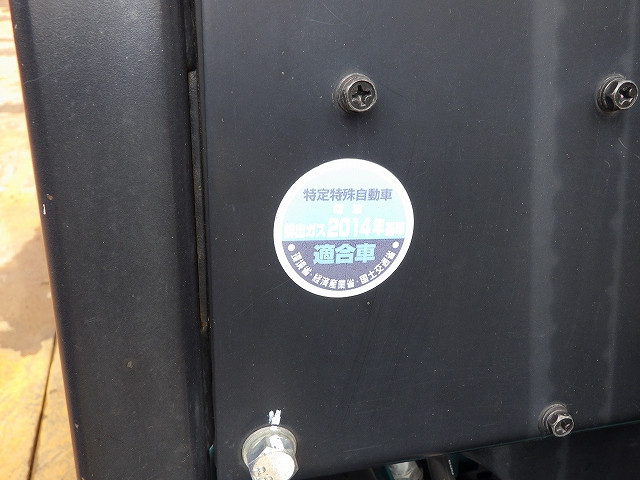 特定特殊自動車
排出ガス2014年基準
適合車
• 環境省・経済産業省・国土交通省 •